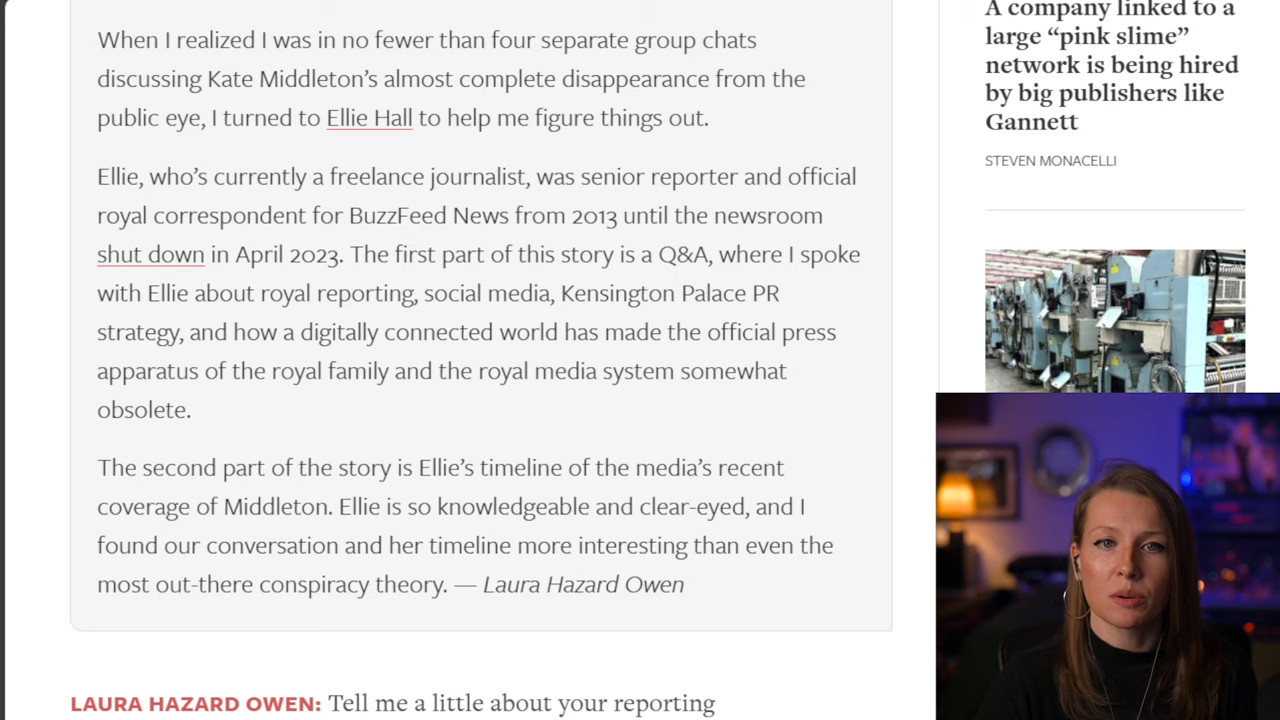 When I realized I was in no fewer than four separate group chats
discussing Kate Middleton’s almost complete disappearance from the
public eye, I turned to Ellie Hall to help me figure things out.
Ellie, who’s currently a freelance journalist, was senior reporter and official
royal correspondent for BuzzFeed News from 2013 until the newsroom
shut down in April 2023. The first part of this story is a Q&A, where I spoke
with Ellie about royal reporting, social media, Kensington Palace PR
strategy, and how a digitally connected world has made the official press
apparatus of the royal family and the royal media system somewhat
obsolete.
The second part of the story is Ellie’s timeline of the media’s recent
coverage of Middleton. Ellie is so knowledgeable and clear-eyed, and I
found our conversation and her timeline more interesting than even the
most out-there conspiracy theory. — Laura Hazard Owen
LAURA HAZARD OWEN: Tell me a little about your reporting
A company linked to a
large “pink slime”
network is being hired
by big publishers like
Gannett
STEVEN MONACELLI